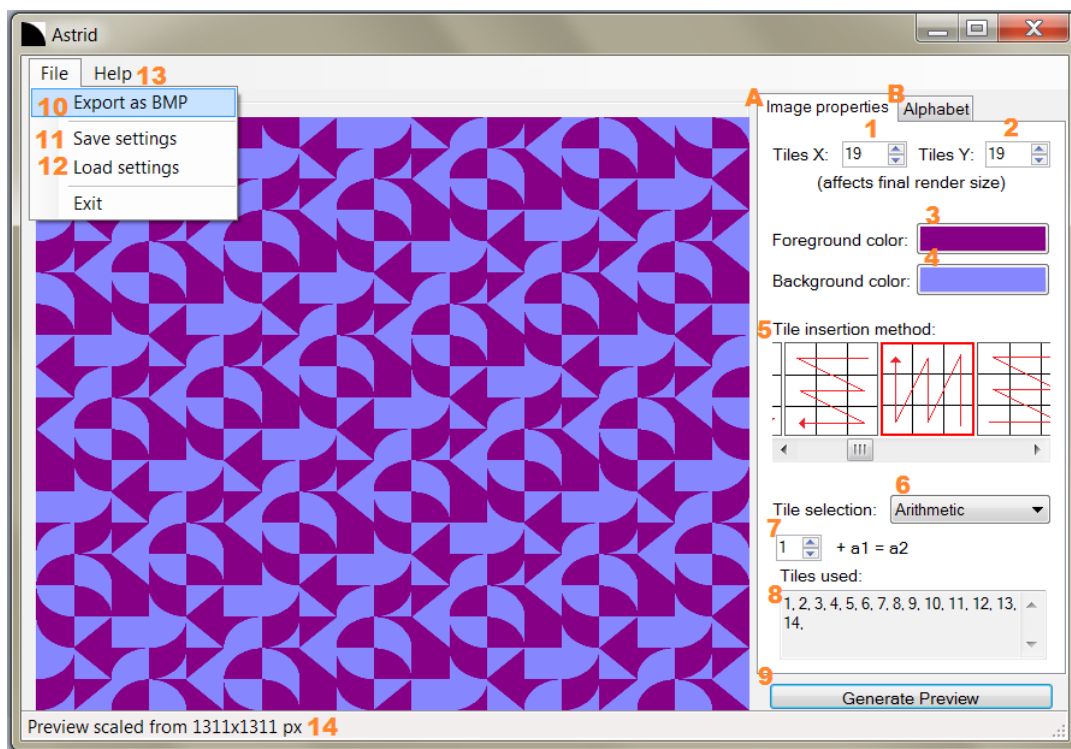 Astrid
File Help 13
10 Export as BMP
11 Save settings
12 Load settings
Exit
A Image properties B Alphabet
1 2
Tiles X: 19 Tiles Y: 19
(affects final render size)
3
Foreground color:
4
Background color:
5 Tile insertion method:
6
Tile selection: Arithmetic
7
1 + a1 = a2
Tiles used:
8 1, 2, 3, 4, 5, 6, 7, 8, 9, 10, 11, 12, 13,
14,
9
Generate Preview
Preview scaled from 1311x1311 px 14